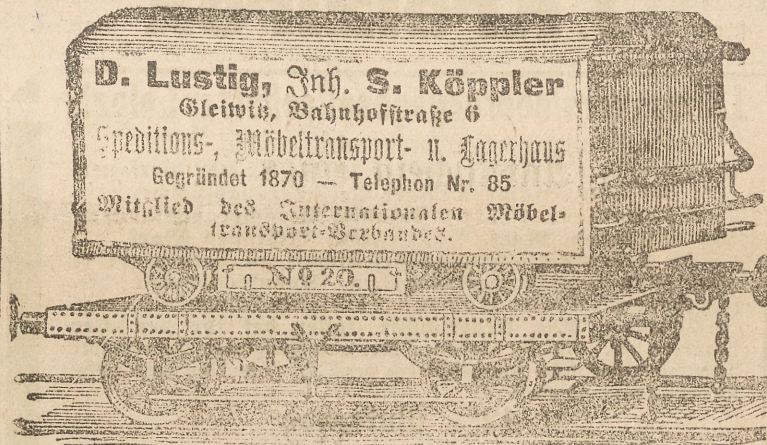 D. Lustig, Inh. S. Köppler
Gleiwitz, Bahnhofstraße 6
Speditions-, Möbeltransport- u. Lagerhaus
Gegründet 1870 — Telephon Nr. 85
Mitglied des Internationalen Möbel-
transport-Verbandes.
No 20.